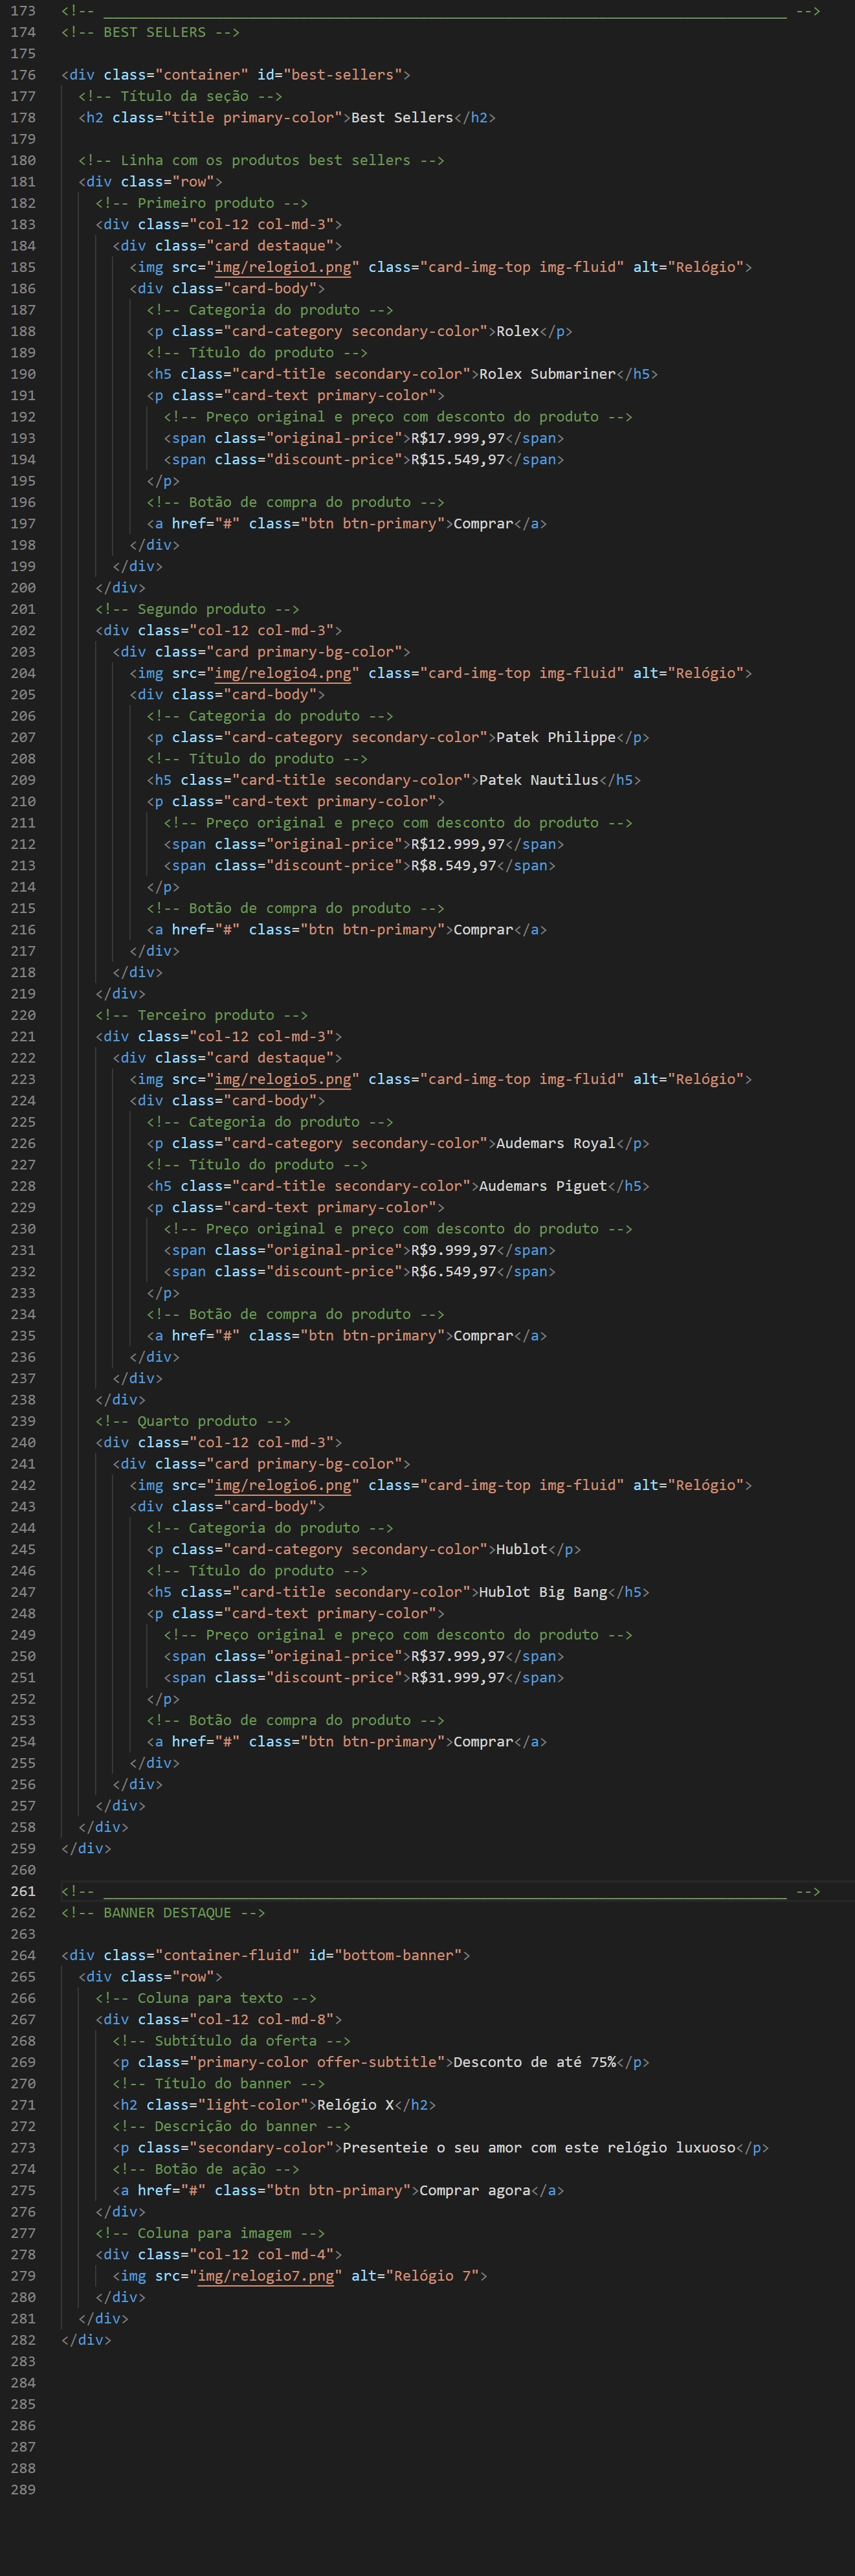 173 <!-- ________________________________________________________________________________ -->
174 <!-- BEST SELLERS -->
175
176 <div class="container" id="best-sellers">
177   <!-- Título da seção -->
178   <h2 class="title primary-color">Best Sellers</h2>
179
180   <!-- Linha com os produtos best sellers -->
181   <div class="row">
182     <!-- Primeiro produto -->
183     <div class="col-12 col-md-3">
184       <div class="card destaque">
185         <img src="img/relogio1.png" class="card-img-top img-fluid" alt="Relógio">
186         <div class="card-body">
187           <!-- Categoria do produto -->
188           <p class="card-category secondary-color">Rolex</p>
189           <!-- Título do produto -->
190           <h5 class="card-title secondary-color">Rolex Submariner</h5>
191           <p class="card-text primary-color">
192             <!-- Preço original e preço com desconto do produto -->
193             <span class="original-price">R$17.999,97</span>
194             <span class="discount-price">R$15.549,97</span>
195           </p>
196           <!-- Botão de compra do produto -->
197           <a href="#" class="btn btn-primary">Comprar</a>
198         </div>
199       </div>
200     </div>
201     <!-- Segundo produto -->
202     <div class="col-12 col-md-3">
203       <div class="card primary-bg-color">
204         <img src="img/relogio4.png" class="card-img-top img-fluid" alt="Relógio">
205         <div class="card-body">
206           <!-- Categoria do produto -->
207           <p class="card-category secondary-color">Patek Philippe</p>
208           <!-- Título do produto -->
209           <h5 class="card-title secondary-color">Patek Nautilus</h5>
210           <p class="card-text primary-color">
211             <!-- Preço original e preço com desconto do produto -->
212             <span class="original-price">R$12.999,97</span>
213             <span class="discount-price">R$8.549,97</span>
214           </p>
215           <!-- Botão de compra do produto -->
216           <a href="#" class="btn btn-primary">Comprar</a>
217         </div>
218       </div>
219     </div>
220     <!-- Terceiro produto -->
221     <div class="col-12 col-md-3">
222       <div class="card destaque">
223         <img src="img/relogio5.png" class="card-img-top img-fluid" alt="Relógio">
224         <div class="card-body">
225           <!-- Categoria do produto -->
226           <p class="card-category secondary-color">Audemars Royal</p>
227           <!-- Título do produto -->
228           <h5 class="card-title secondary-color">Audemars Piguet</h5>
229           <p class="card-text primary-color">
230             <!-- Preço original e preço com desconto do produto -->
231             <span class="original-price">R$9.999,97</span>
232             <span class="discount-price">R$6.549,97</span>
233           </p>
234           <!-- Botão de compra do produto -->
235           <a href="#" class="btn btn-primary">Comprar</a>
236         </div>
237       </div>
238     </div>
239     <!-- Quarto produto -->
240     <div class="col-12 col-md-3">
241       <div class="card primary-bg-color">
242         <img src="img/relogio6.png" class="card-img-top img-fluid" alt="Relógio">
243         <div class="card-body">
244           <!-- Categoria do produto -->
245           <p class="card-category secondary-color">Hublot</p>
246           <!-- Título do produto -->
247           <h5 class="card-title secondary-color">Hublot Big Bang</h5>
248           <p class="card-text primary-color">
249             <!-- Preço original e preço com desconto do produto -->
250             <span class="original-price">R$37.999,97</span>
251             <span class="discount-price">R$31.999,97</span>
252           </p>
253           <!-- Botão de compra do produto -->
254           <a href="#" class="btn btn-primary">Comprar</a>
255         </div>
256       </div>
257     </div>
258   </div>
259 </div>
260
261 <!-- ________________________________________________________________________________ -->
262 <!-- BANNER DESTAQUE -->
263
264 <div class="container-fluid" id="bottom-banner">
265   <div class="row">
266     <!-- Coluna para texto -->
267     <div class="col-12 col-md-8">
268       <!-- Subtítulo da oferta -->
269       <p class="primary-color offer-subtitle">Desconto de até 75%</p>
270       <!-- Título do banner -->
271       <h2 class="light-color">Relógio X</h2>
272       <!-- Descrição do banner -->
273       <p class="secondary-color">Presenteie o seu amor com este relógio luxuoso</p>
274       <!-- Botão de ação -->
275       <a href="#" class="btn btn-primary">Comprar agora</a>
276     </div>
277     <!-- Coluna para imagem -->
278     <div class="col-12 col-md-4">
279       <img src="img/relogio7.png" alt="Relógio 7">
280     </div>
281   </div>
282 </div>
283
284
285
286
287
288
289